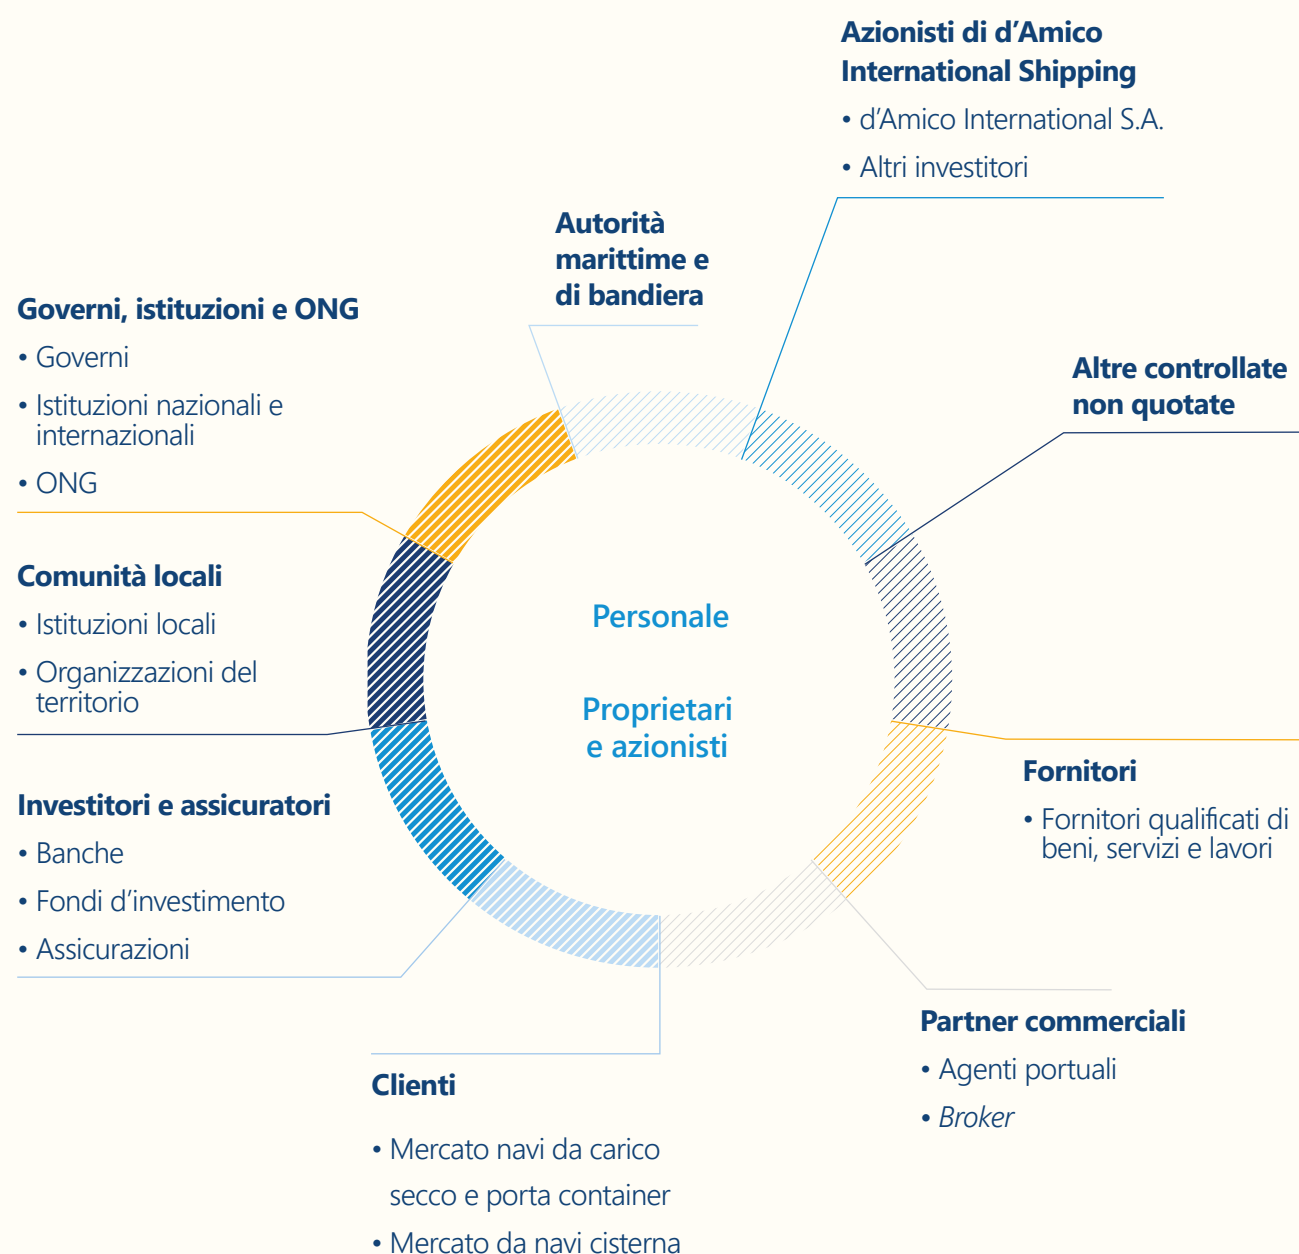 Azionisti di d’Amico
International Shipping
• d’Amico International S.A.
• Altri investitori
Autorità
marittime e
di bandiera
Governi, istituzioni e ONG
• Governi
• Istituzioni nazionali e
internazionali
• ONG
Altre controllate
non quotate
Comunità locali
• Istituzioni locali
• Organizzazioni del
territorio
Personale
Proprietari
e azionisti
Investitori e assicuratori
• Banche
• Fondi d’investimento
• Assicurazioni
Fornitori
• Fornitori qualificati di
beni, servizi e lavori
Partner commerciali
• Agenti portuali
• Broker
Clienti
• Mercato navi da carico
secco e porta container
• Mercato da navi cisterna